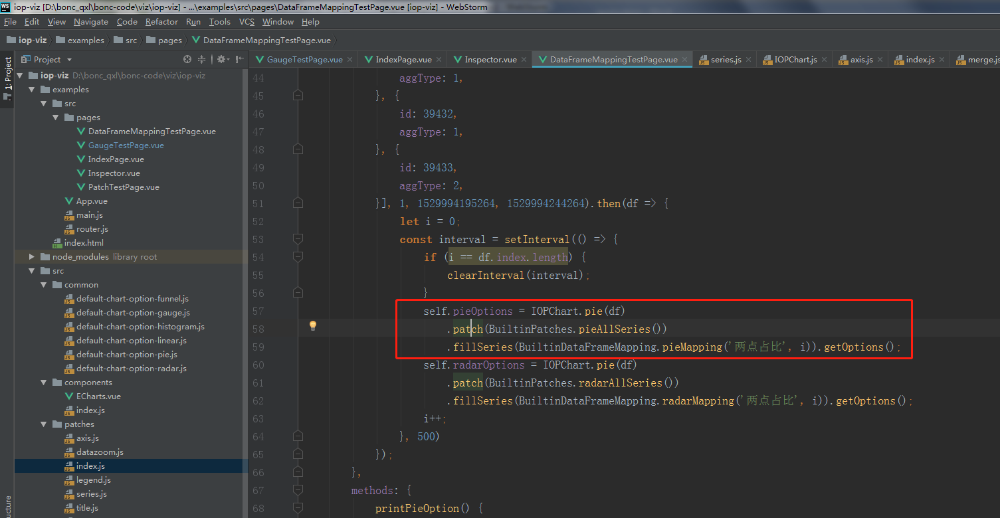 iop-viz [D:\bonc_qxl\bonc-code\viz\iop-viz] - ...\examples\src\pages\DataFrameMappingTestPage.vue [iop-viz] - WebStorm
File Edit View Navigate Code Refactor Run Tools VCS Window Help
iop-viz examples src pages DataFrameMappingTestPage.vue
1: Project
Project
GaugeTestPage.vue IndexPage.vue Inspector.vue DataFrameMappingTestPage.vue series.js IOPChart.js axis.js index.js merge.js
iop-viz D:\bonc_qxl\bonc-code\viz\iop-viz
examples
src
pages
DataFrameMappingTestPage.vue
GaugeTestPage.vue
IndexPage.vue
Inspector.vue
PatchTestPage.vue
App.vue
main.js
router.js
index.html
node_modules library root
src
common
default-chart-option-funnel.js
default-chart-option-gauge.js
default-chart-option-histogram.js
default-chart-option-linear.js
default-chart-option-pie.js
default-chart-option-radar.js
components
ECharts.vue
index.js
patches
axis.js
datazoom.js
index.js
legend.js
series.js
title.js
ucture
44 aggType: 1,
45 }, {
46 id: 39432,
47 aggType: 1,
48 }, {
49 id: 39433,
50 aggType: 2,
51 }], 1, 1529994195264, 1529994244264).then(df => {
52 let i = 0;
53 const interval = setInterval(() => {
54 if (i == df.index.length) {
55 clearInterval(interval);
56 }
57 self.pieOptions = IOPChart.pie(df)
58 .patch(BuiltinPatches.pieAllSeries())
59 .fillSeries(BuiltinDataFrameMapping.pieMapping('两点占比', i)).getOptions();
60 self.radarOptions = IOPChart.pie(df)
61 .patch(BuiltinPatches.radarAllSeries())
62 .fillSeries(BuiltinDataFrameMapping.radarMapping('两点占比', i)).getOptions();
63 i++;
64 }, 500)
65 });
66 },
67 methods: {
68 printPieOption() {